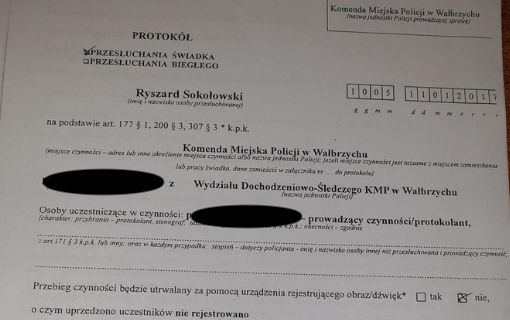 Komenda Miejska Policji w Wałbrzychu
(nazwa jednostki Policji prowadzącej sprawę)
PROTOKÓŁ
PRZESŁUCHANIA ŚWIADKA
PRZESŁUCHANIA BIEGŁEGO
Ryszard Sokołowski
(imię i nazwisko osoby przesłuchiwanej)
1 0 0 5 1 1 0 1 2 0 1 7
g g m m d d m m r r r r
na podstawie art. 177 § 1, 200 § 3, 307 § 3 * k.p.k.
Komenda Miejska Policji w Wałbrzychu
(miejsce czynności – adres lub inne określenie miejsca czynności albo nazwa jednostki Policji; jeżeli miejsce czynności jest tożsame z miejscem zamieszkania
lub pracy świadka, dane zamieścić w załączniku nr ... do protokołu)
z Wydziału Dochodzeniowo-Śledczego KMP w Wałbrzychu
(nazwa jednostki Policji)
Osoby uczestniczące w czynności: p - prowadzący czynności/protokolant,
(charakter: przybrania – protokolant, stenograf, k.p.k.; obecności – zgodnie
z art. 171 § 3 k.p.k. lub inny; oraz w każdym przypadku: stopień – dotyczy policjanta - imię i nazwisko osoby innej niż przesłuchiwana i prowadzący czynność,
Przebieg czynności będzie utrwalany za pomocą urządzenia rejestrującego obraz/dźwięk* tak nie,
o czym uprzedzono uczestników nie rejestrowano